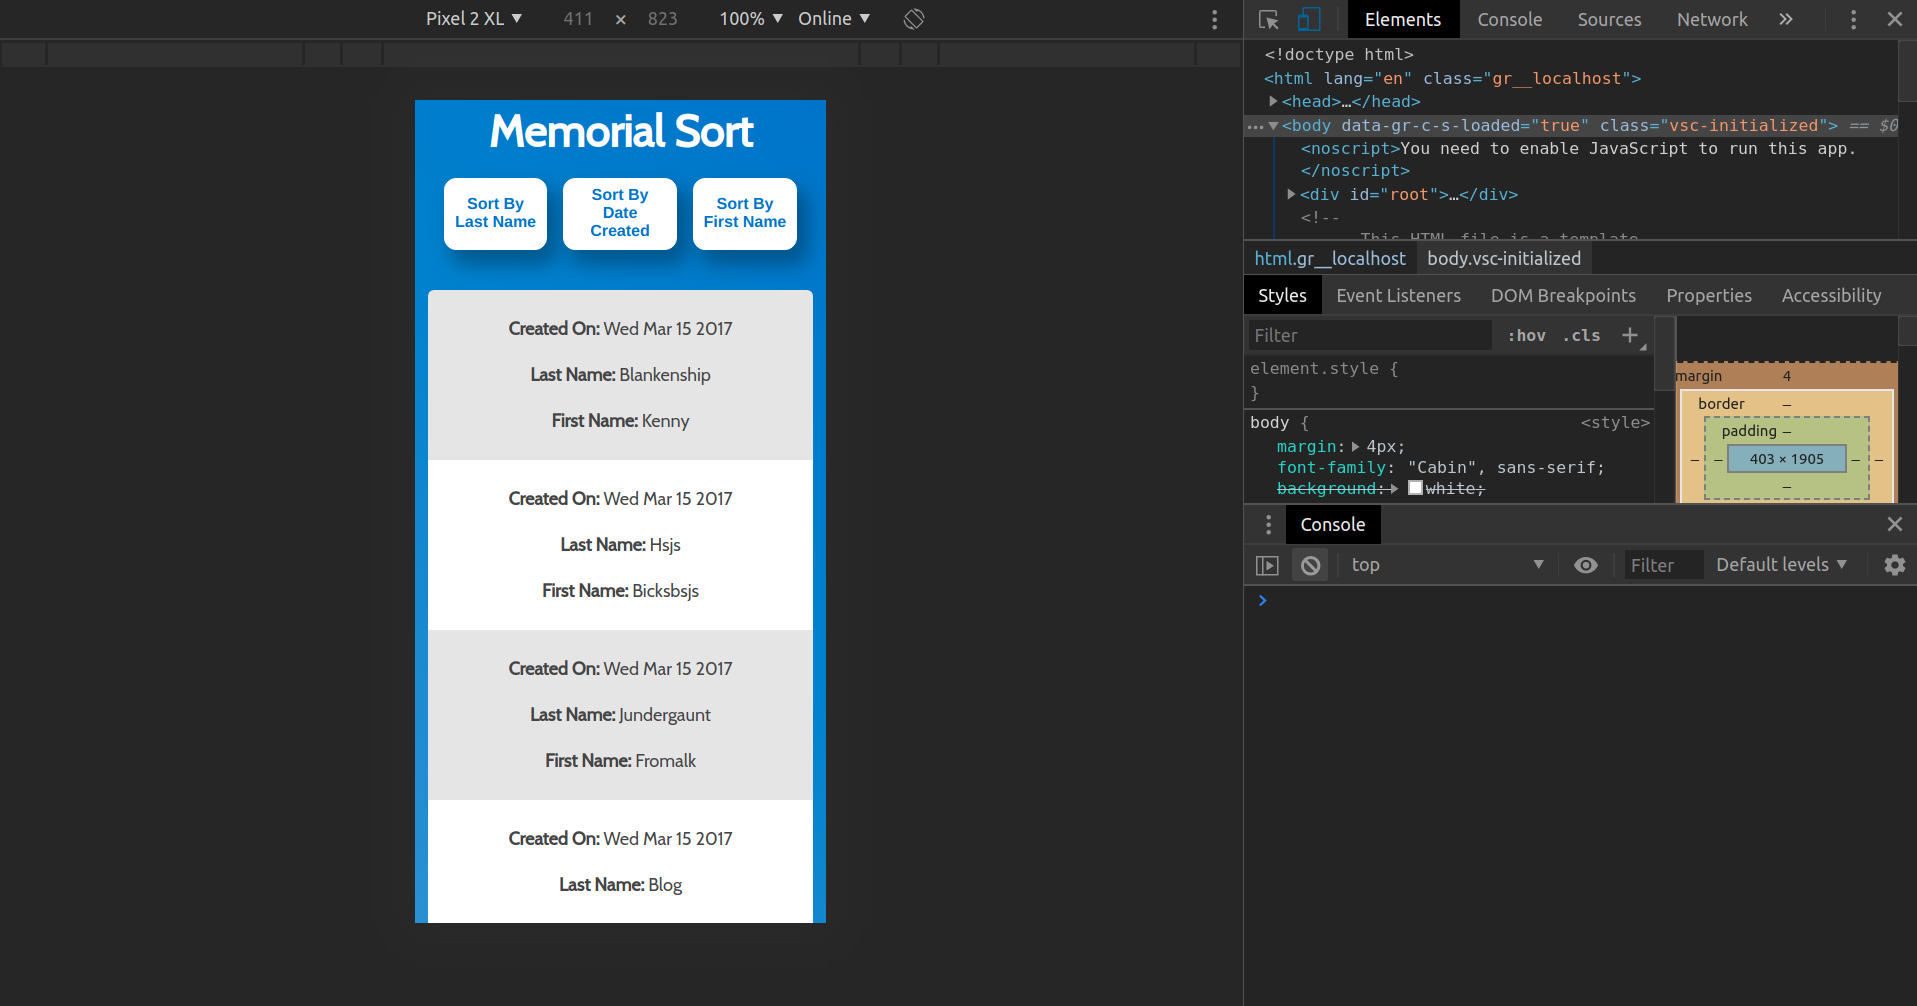 Pixel 2 XL ▼ 411 × 823 100% ▼ Online ▼
Memorial Sort
Sort By
Last Name
Sort By
Date
Created
Sort By
First Name
Created On: Wed Mar 15 2017
Last Name: Blankenship
First Name: Kenny
Created On: Wed Mar 15 2017
Last Name: Hsjs
First Name: Bicksbsjs
Created On: Wed Mar 15 2017
Last Name: Jundergaunt
First Name: Fromalk
Created On: Wed Mar 15 2017
Last Name: Blog
Elements Console Sources Network »
<!doctype html>
<html lang="en" class="gr__localhost">
▶<head>…</head>
…▼<body data-gr-c-s-loaded="true" class="vsc-initialized"> == $0
<noscript>You need to enable JavaScript to run this app.
</noscript>
▶<div id="root">…</div>
<!--
This HTML file is a template
html.gr__localhost body.vsc-initialized
Styles Event Listeners DOM Breakpoints Properties Accessibility
Filter :hov .cls +
element.style {
}
body { <style>
margin:▶ 4px;
font-family: "Cabin", sans-serif;
background:▶ white;
margin 4
border –
padding –
– – 403 × 1905 – –
–
Console
top ▼ Filter Default levels ▼
›